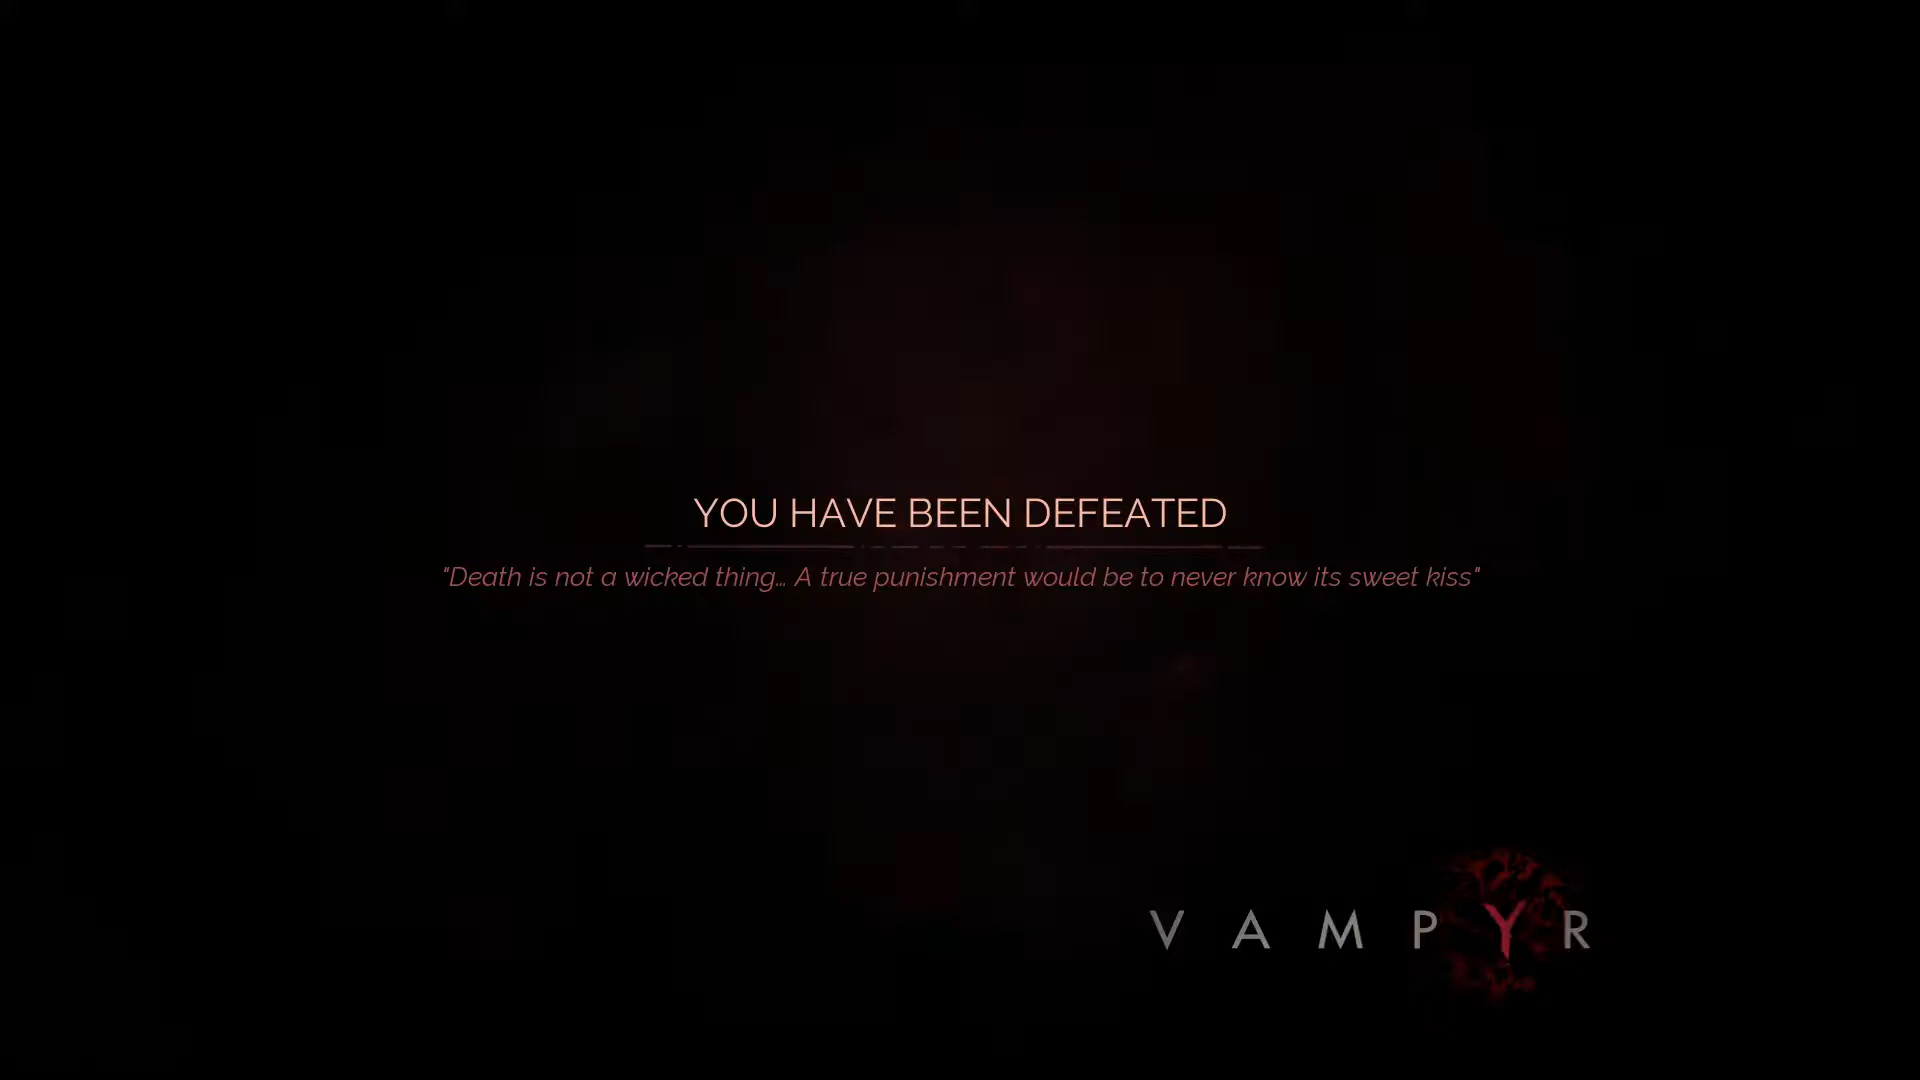 YOU HAVE BEEN DEFEATED
"Death is not a wicked thing… A true punishment would be to never know its sweet kiss"
VAMPYR